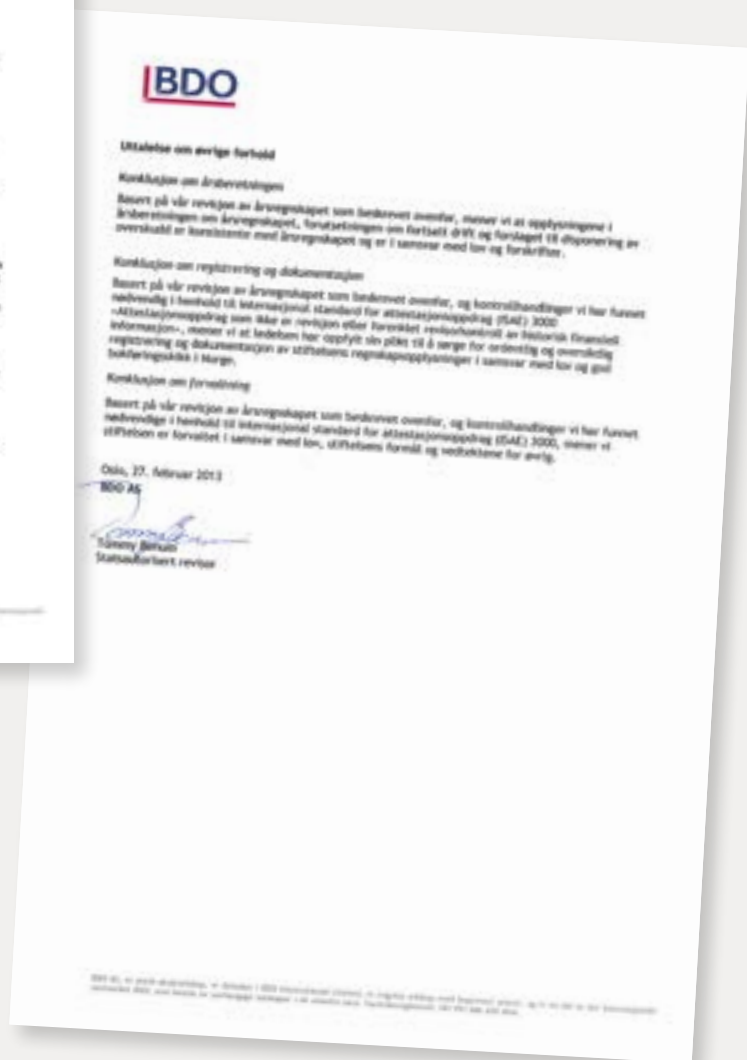 BDO
Uttalelse om øvrige forhold
Konklusjon om årsberetningen
Basert på vår revisjon av årsregnskapet som beskrevet ovenfor, mener vi at opplysningene i
årsberetningen om årsregnskapet, forutsetningen om fortsatt drift og forslaget til disponering av
overskudd er konsistente med årsregnskapet og er i samsvar med lov og forskrifter.
Konklusjon om registrering og dokumentasjon
Basert på vår revisjon av årsregnskapet som beskrevet ovenfor, og kontrollhandlinger vi har funnet
nødvendig i henhold til internasjonal standard for attestasjonsoppdrag (ISAE) 3000
«Attestasjonsoppdrag som ikke er revisjon eller forenklet revisorkontroll av historisk finansiell
informasjon», mener vi at ledelsen har oppfylt sin plikt til å sørge for ordentlig og oversiktlig
registrering og dokumentasjon av stiftelsens regnskapsopplysninger i samsvar med lov og god
bokføringsskikk i Norge.
Konklusjon om forvaltning
Basert på vår revisjon av årsregnskapet som beskrevet ovenfor, og kontrollhandlinger vi har funnet
nødvendige i henhold til internasjonal standard for attestasjonsoppdrag (ISAE) 3000, mener vi
stiftelsen er forvaltet i samsvar med lov, stiftelsens formål og vedtektene for øvrig.
Oslo, 27. februar 2013
BDO AS
Tommy
Statsautorisert revisor